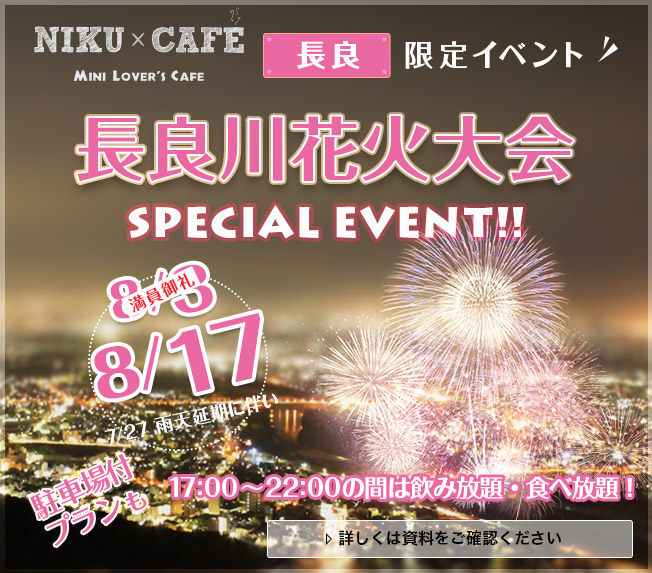 NIKU × CAFE
MINI LOVER'S CAFE
長良 限定イベント
長良川花火大会
SPECIAL EVENT!!
8/3
満員御礼
8/17
7/27 雨天延期に伴い
駐車場付
プランも
17:00～22:00の間は飲み放題・食べ放題！
詳しくは資料をご確認ください